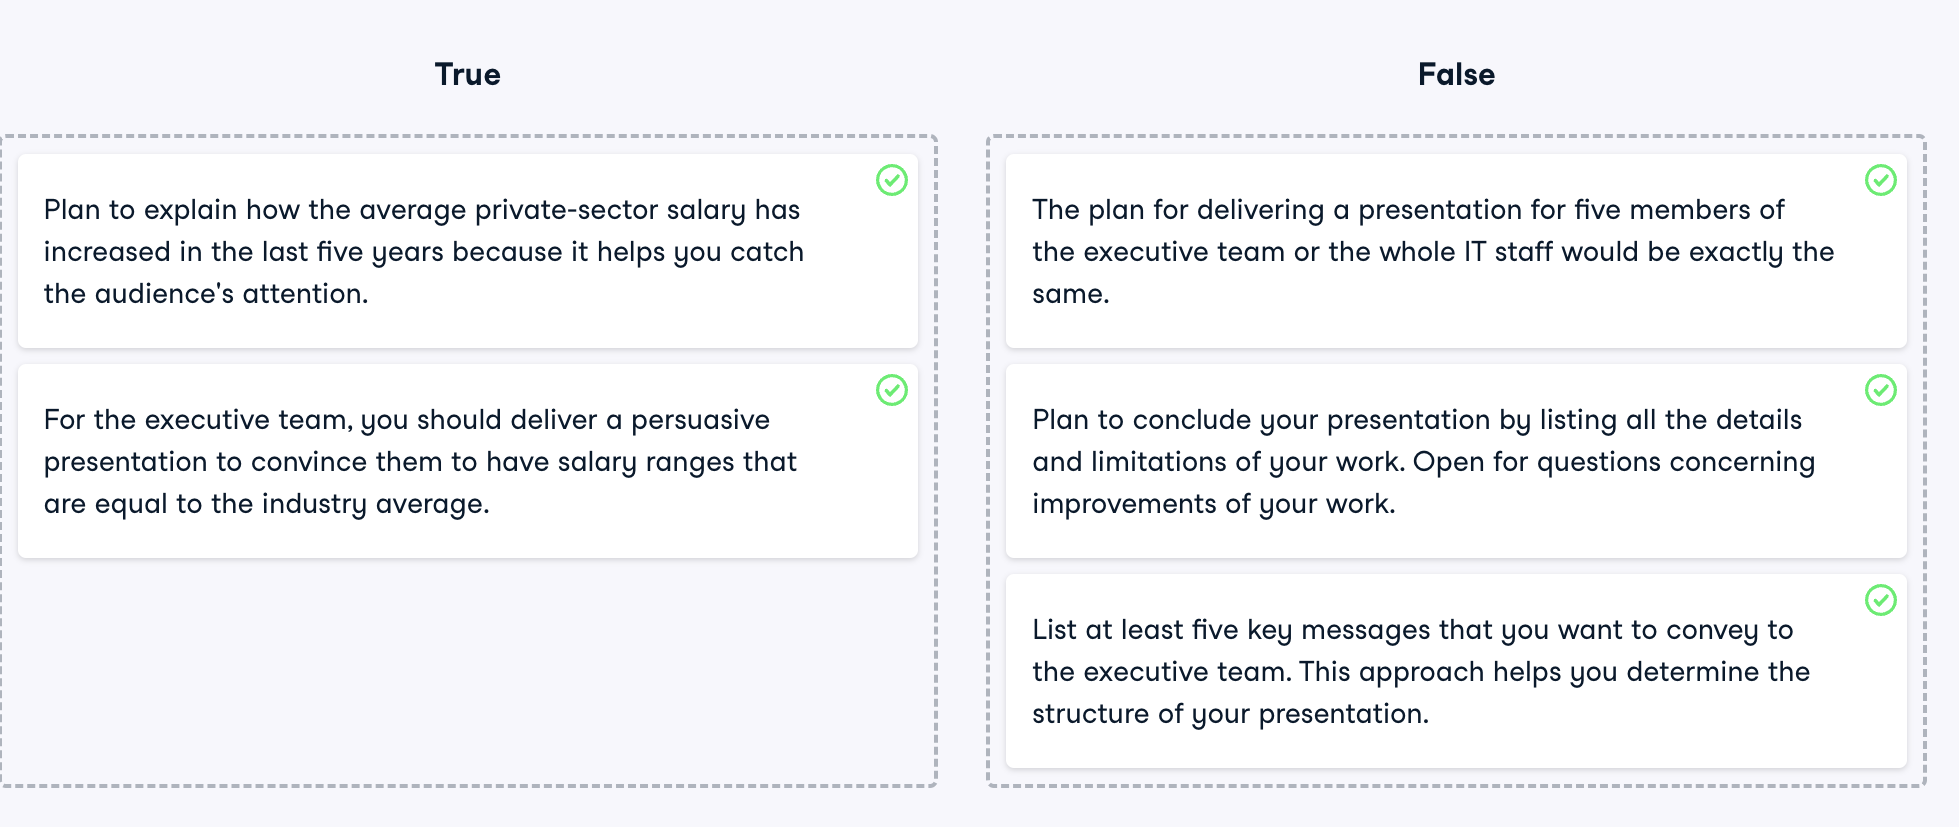 True
Plan to explain how the average private-sector salary has
increased in the last five years because it helps you catch
the audience's attention.
For the executive team, you should deliver a persuasive
presentation to convince them to have salary ranges that
are equal to the industry average.
False
The plan for delivering a presentation for five members of
the executive team or the whole IT staff would be exactly the
same.
Plan to conclude your presentation by listing all the details
and limitations of your work. Open for questions concerning
improvements of your work.
List at least five key messages that you want to convey to
the executive team. This approach helps you determine the
structure of your presentation.